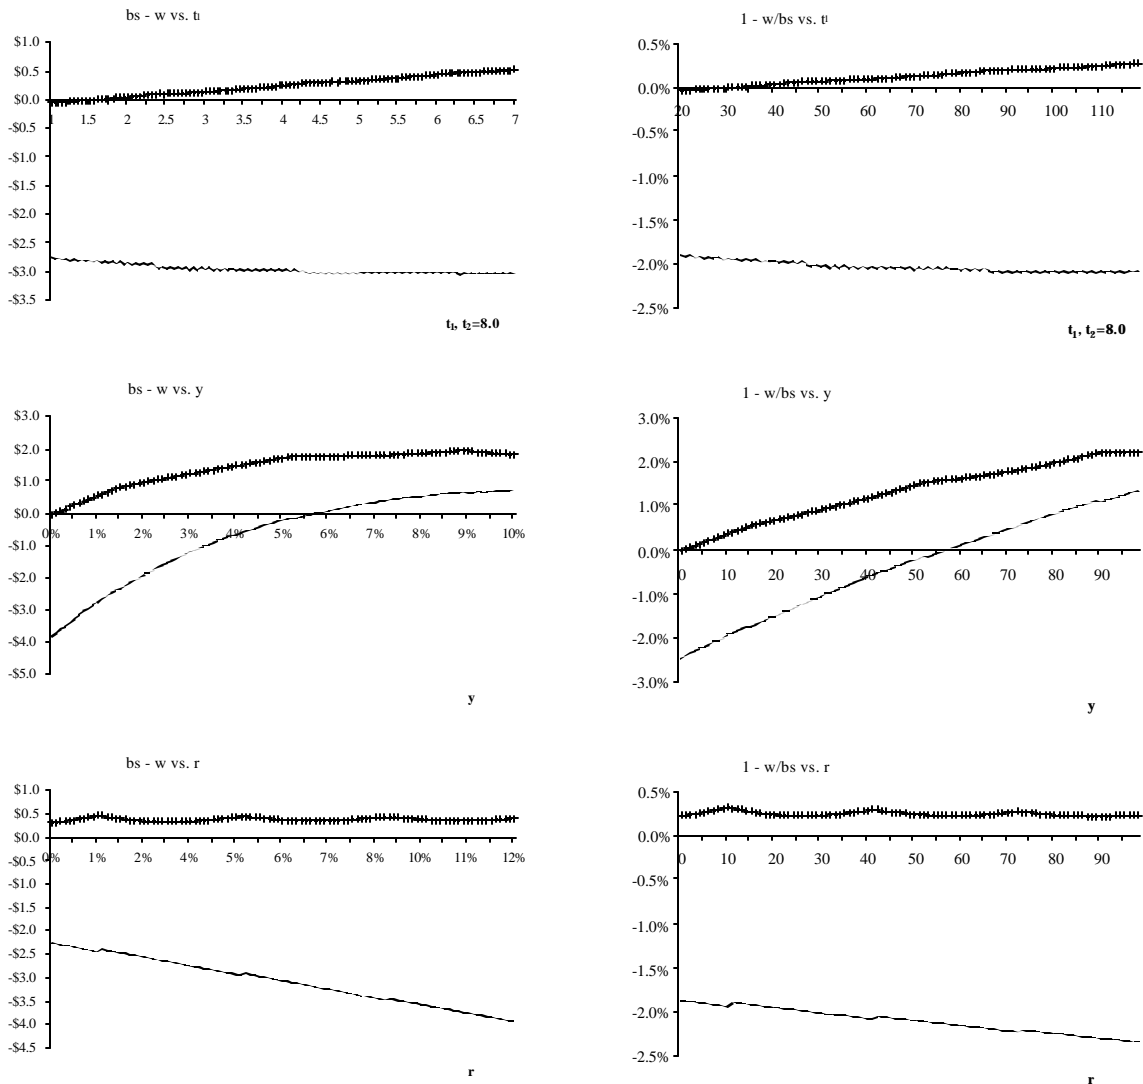 bs - w vs. t1
$1.0
$0.5
$0.0
-$0.5
-$1.0
-$1.5
-$2.0
-$2.5
-$3.0
-$3.5
1 1.5 2 2.5 3 3.5 4 4.5 5 5.5 6 6.5 7
t1, t2=8.0
1 - w/bs vs. t1
0.5%
0.0%
-0.5%
-1.0%
-1.5%
-2.0%
-2.5%
20 30 40 50 60 70 80 90 100 110
t1, t2=8.0
bs - w vs. y
$3.0
$2.0
$1.0
$0.0
-$1.0
-$2.0
-$3.0
-$4.0
-$5.0
0% 1% 2% 3% 4% 5% 6% 7% 8% 9% 10%
y
1 - w/bs vs. y
3.0%
2.0%
1.0%
0.0%
-1.0%
-2.0%
-3.0%
0 10 20 30 40 50 60 70 80 90
y
bs - w vs. r
$1.0
$0.5
$0.0
-$0.5
-$1.0
-$1.5
-$2.0
-$2.5
-$3.0
-$3.5
-$4.0
-$4.5
0% 1% 2% 4% 5% 6% 7% 8% 10% 11% 12%
r
1 - w/bs vs. r
0.5%
0.0%
-0.5%
-1.0%
-1.5%
-2.0%
-2.5%
0 10 20 30 40 50 60 70 80 90
r